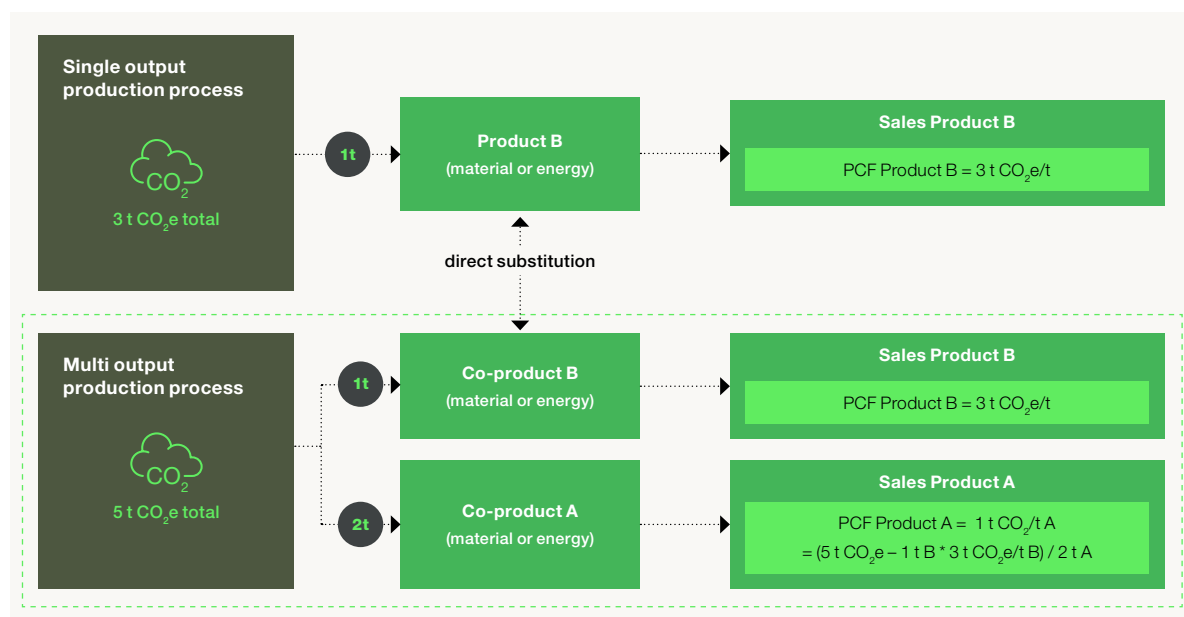 Single output
production process
CO₂
3 t CO₂e total
1t
Product B
(material or energy)
Sales Product B
PCF Product B = 3 t CO₂e/t
direct substitution
Multi output
production process
CO₂
5 t CO₂e total
1t
Co-product B
(material or energy)
Sales Product B
PCF Product B = 3 t CO₂e/t
2t
Co-product A
(material or energy)
Sales Product A
PCF Product A = 1 t CO₂/t A
= (5 t CO₂e – 1 t B * 3 t CO₂e/t B) / 2 t A